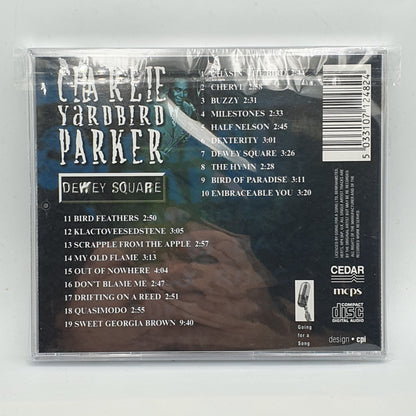 CHARLIE
YARDBIRD
PARKER
DEWEY SQUARE
2 CHERYL 2:58
3 BUZZY 2:31
4 MILESTONES 2:33
5 HALF NELSON 2:45
6 DEXTERITY 3:01
7 DEWEY SQUARE 3:26
8 THE HYMN 2:28
9 BIRD OF PARADISE 3:11
10 EMBRACEABLE YOU 3:20
11 BIRD FEATHERS 2:50
12 KLACTOVEESEDSTENE 3:05
13 SCRAPPLE FROM THE APPLE 2:57
14 MY OLD FLAME 3:13
15 OUT OF NOWHERE 4:04
16 DON'T BLAME ME 2:47
17 DRIFTING ON A REED 2:51
18 QUASIMODO 2:55
19 SWEET GEORGIA BROWN 9:40
5 033107 124824
CEDAR
mcps
COMPACT
disc
DIGITAL AUDIO
Going
for a
Song
design · cpi